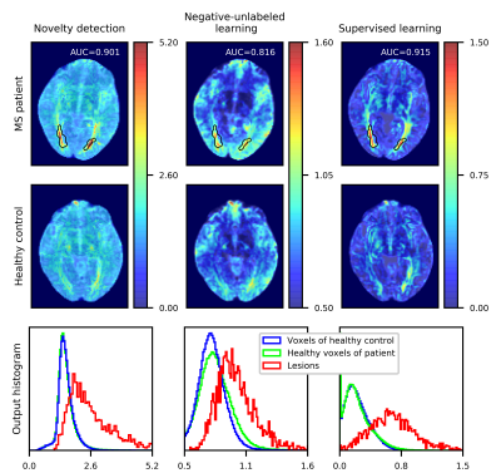 Novelty detection
Negative-unlabeled
learning
Supervised learning
MS patient
AUC=0.901
5.20
AUC=0.816
1.60
AUC=0.915
1.50
2.60
1.05
0.75
Healthy control
0.00
0.50
0.00
Output histogram
Voxels of healthy control
Healthy voxels of patient
Lesions
0.0
2.6
5.2
0.5
1.1
1.6
0.0
0.8
1.5